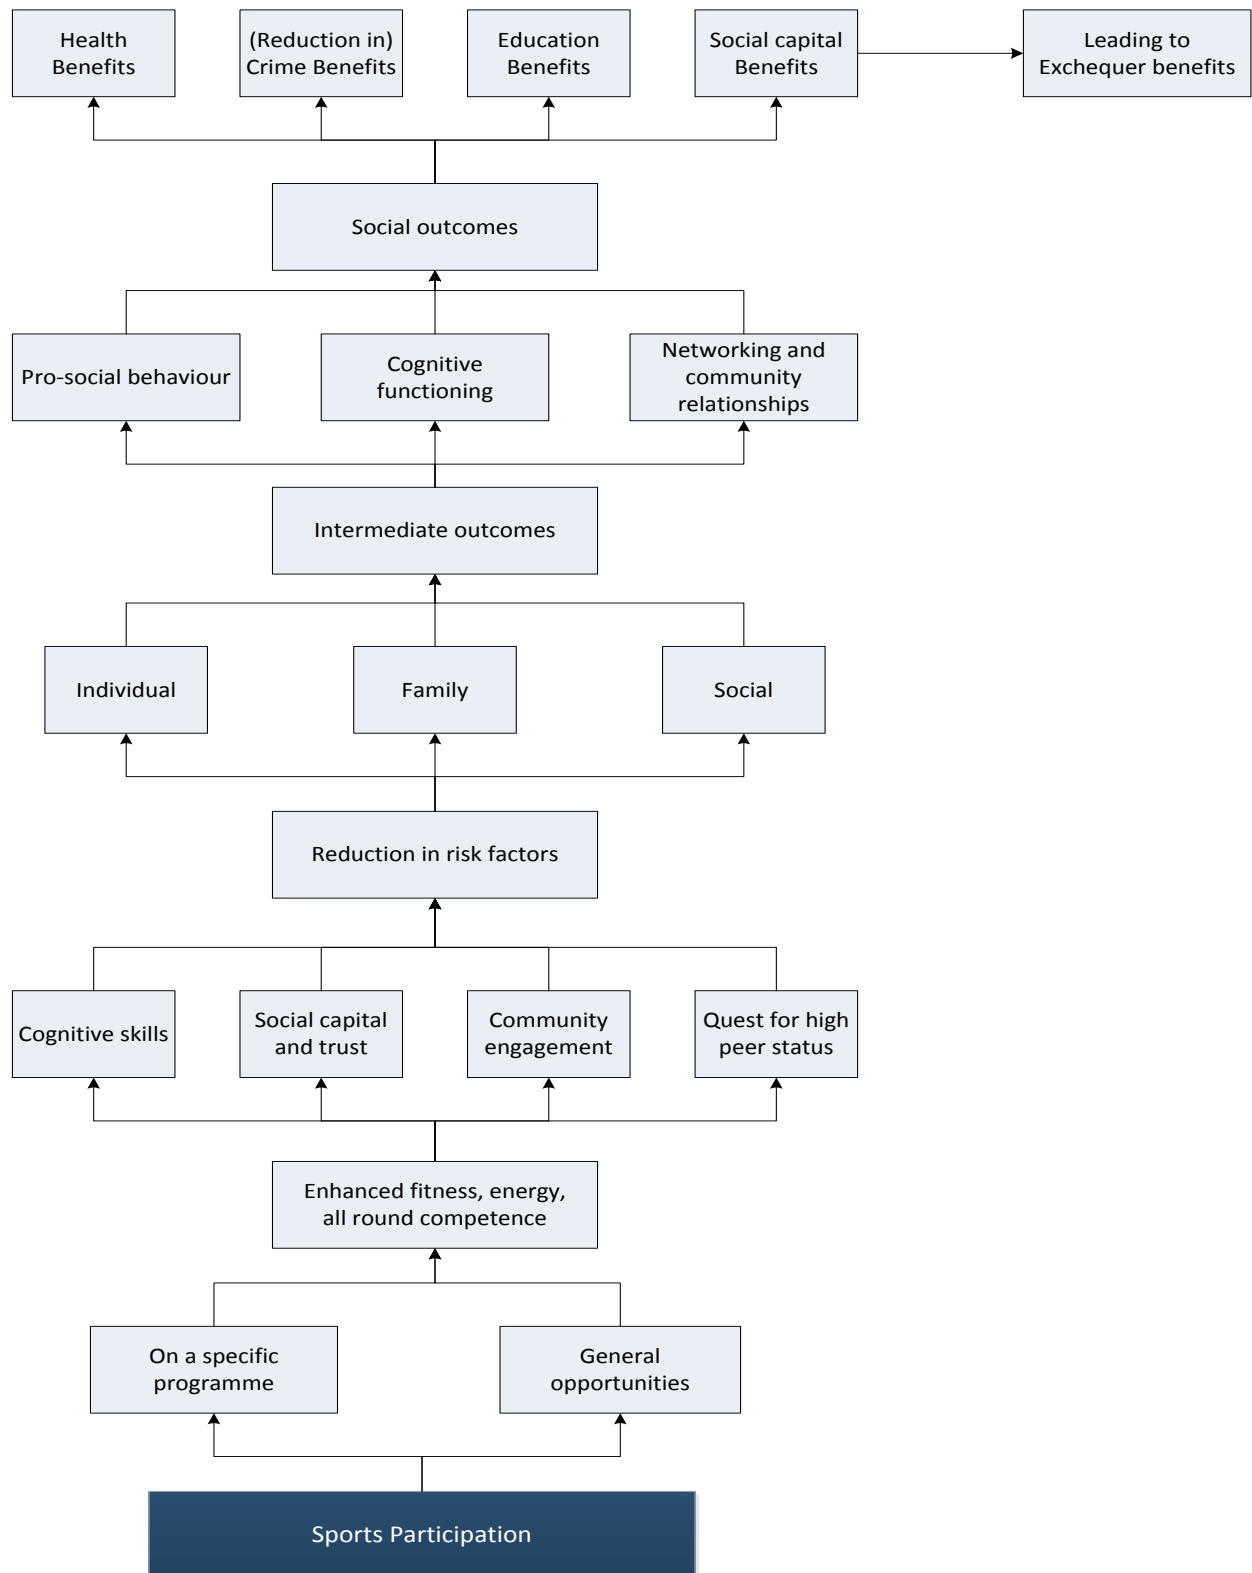 Health
Benefits
(Reduction in)
Crime Benefits
Education
Benefits
Social capital
Benefits
Leading to
Exchequer benefits
Social outcomes
Pro-social behaviour
Cognitive
functioning
Networking and
community
relationships
Intermediate outcomes
Individual
Family
Social
Reduction in risk factors
Cognitive skills
Social capital
and trust
Community
engagement
Quest for high
peer status
Enhanced fitness, energy,
all round competence
On a specific
programme
General
opportunities
Sports Participation